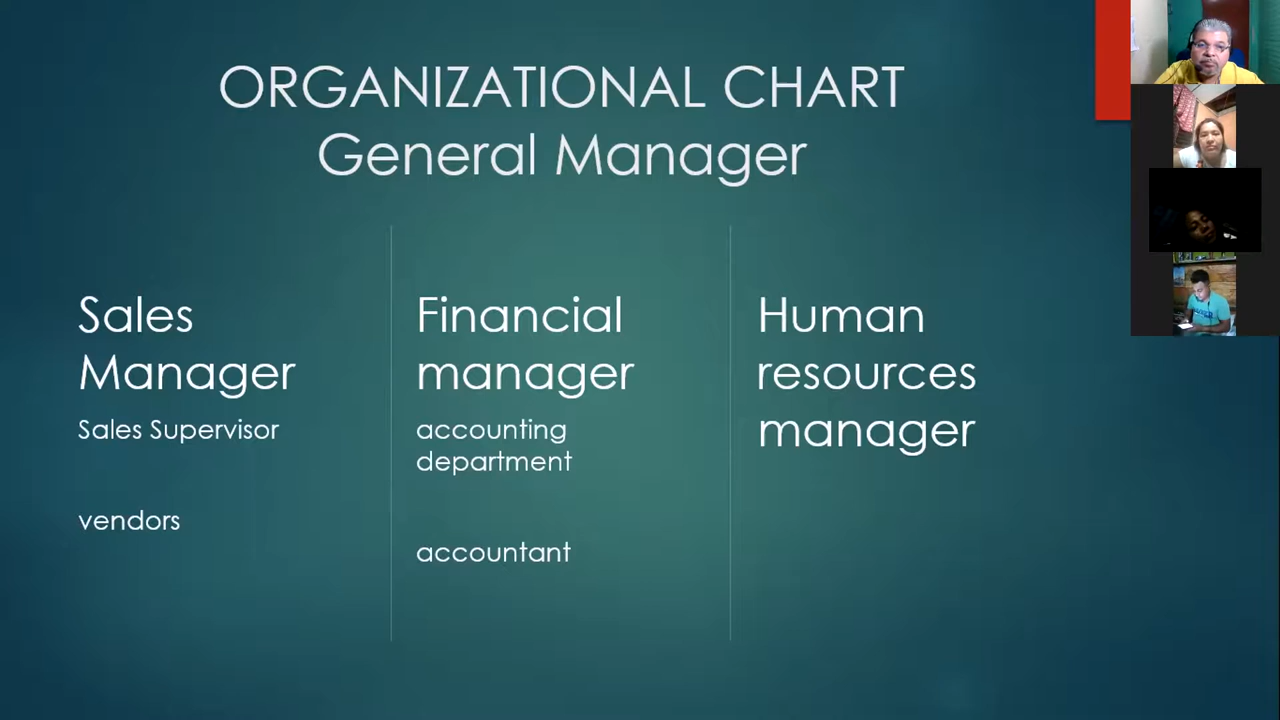 ORGANIZATIONAL CHART
General Manager
Sales
Manager
Sales Supervisor
vendors
Financial
manager
accounting
department
accountant
Human
resources
manager